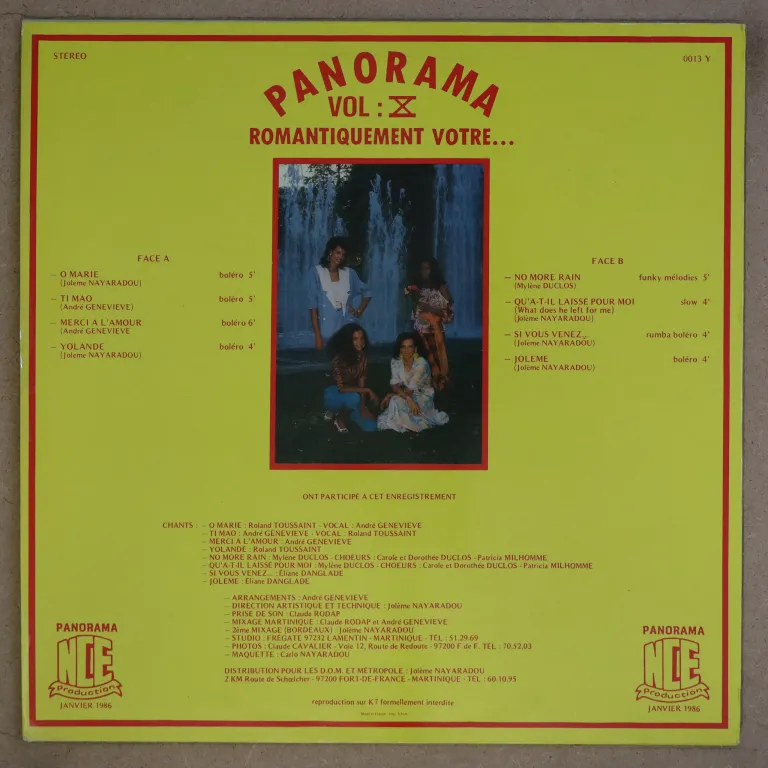 STEREO
0013 Y
PANORAMA
VOL : X
ROMANTIQUEMENT VOTRE...
FACE A
– O MARIE boléro 5'
(Joleme NAYARADOU)
– TI MAO boléro 5'
(André GENEVIEVE)
– MERCI A L'AMOUR boléro 6'
(André GENEVIEVE
– YOLANDE boléro 4'
(Joleme NAYARADOU)
FACE B
– NO MORE RAIN funky mélodies 5'
(Mylène DUCLOS)
– QU'A-T-IL LAISSE POUR MOI slow 4'
(What does he left for me)
(Jolème NAYARADOU)
– SI VOUS VENEZ... rumba boléro 4'
(Jolème NAYARADOU)
– JOLEME boléro 4'
(Jolème NAYARADOU)
ONT PARTICIPÉ A CET ENREGISTREMENT
CHANTS : – O MARIE : Roland TOUSSAINT - VOCAL : André GENEVIEVE
– TI MAO : André GENEVIEVE - VOCAL : Roland TOUSSAINT
– MERCI A L'AMOUR : André GENEVIEVE
– YOLANDE : Roland TOUSSAINT
– NO MORE RAIN : Mylène DUCLOS - CHOEURS : Carole et Dorothée DUCLOS - Patricia MILHOMME
– QU'A-T-IL LAISSÉ POUR MOI : Mylène DUCLOS - CHOEURS : Carole et Dorothée DUCLOS - Patricia MILHOMME
– SI VOUS VENEZ... : Éliane DANGLADE
– JOLEME : Éliane DANGLADE
– ARRANGEMENTS : André GENEVIEVE
– DIRECTION ARTISTIQUE ET TECHNIQUE : Jolème NAYARADOU
– PRISE DE SON : Claude RODAP
– MIXAGE MARTINIQUE : Claude RODAP et André GENEVIEVE
– 2ème MIXAGE (BORDEAUX) : Jolème NAYARADOU
– STUDIO : FRÉGATE 97232 LAMENTIN - MARTINIQUE - TÉL : 51.29.69
– PHOTOS : Claude CAVALIER - Voie 12, Route de Redoute - 97200 F de F. TEL : 70.52.03
– MAQUETTE : Carlo NAYARADOU
DISTRIBUTION POUR LES D.O.M. ET MÉTROPOLE : Jolème NAYARADOU
2 KM Route de Schœlcher - 97200 FORT-DE-FRANCE - MARTINIQUE - TEL : 60.10.95
reproduction sur K7 formellement interdise
PANORAMA
NCE
Production
JANVIER 1986
PANORAMA
NCE
Production
JANVIER 1986